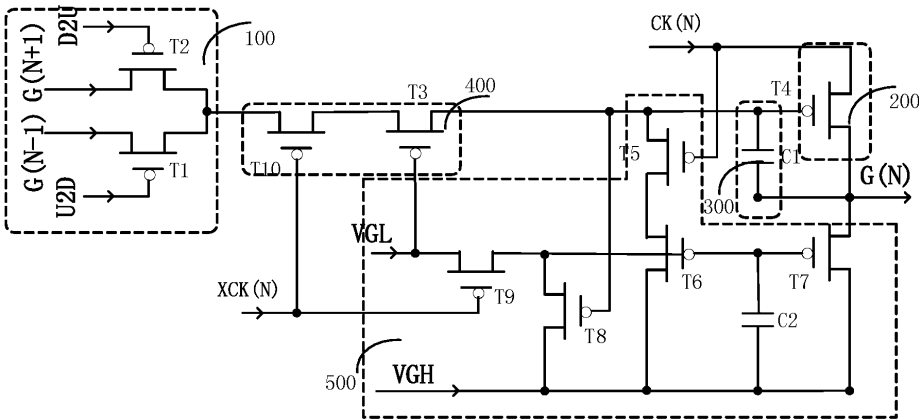 D2U
T2
100
G(N+1)
G(N-1)
T1
U2D
T3
400
T10
CK(N)
T4
200
T5
C1
300
G(N)
VGL
T9
T6
T7
XCK(N)
T8
C2
500
VGH